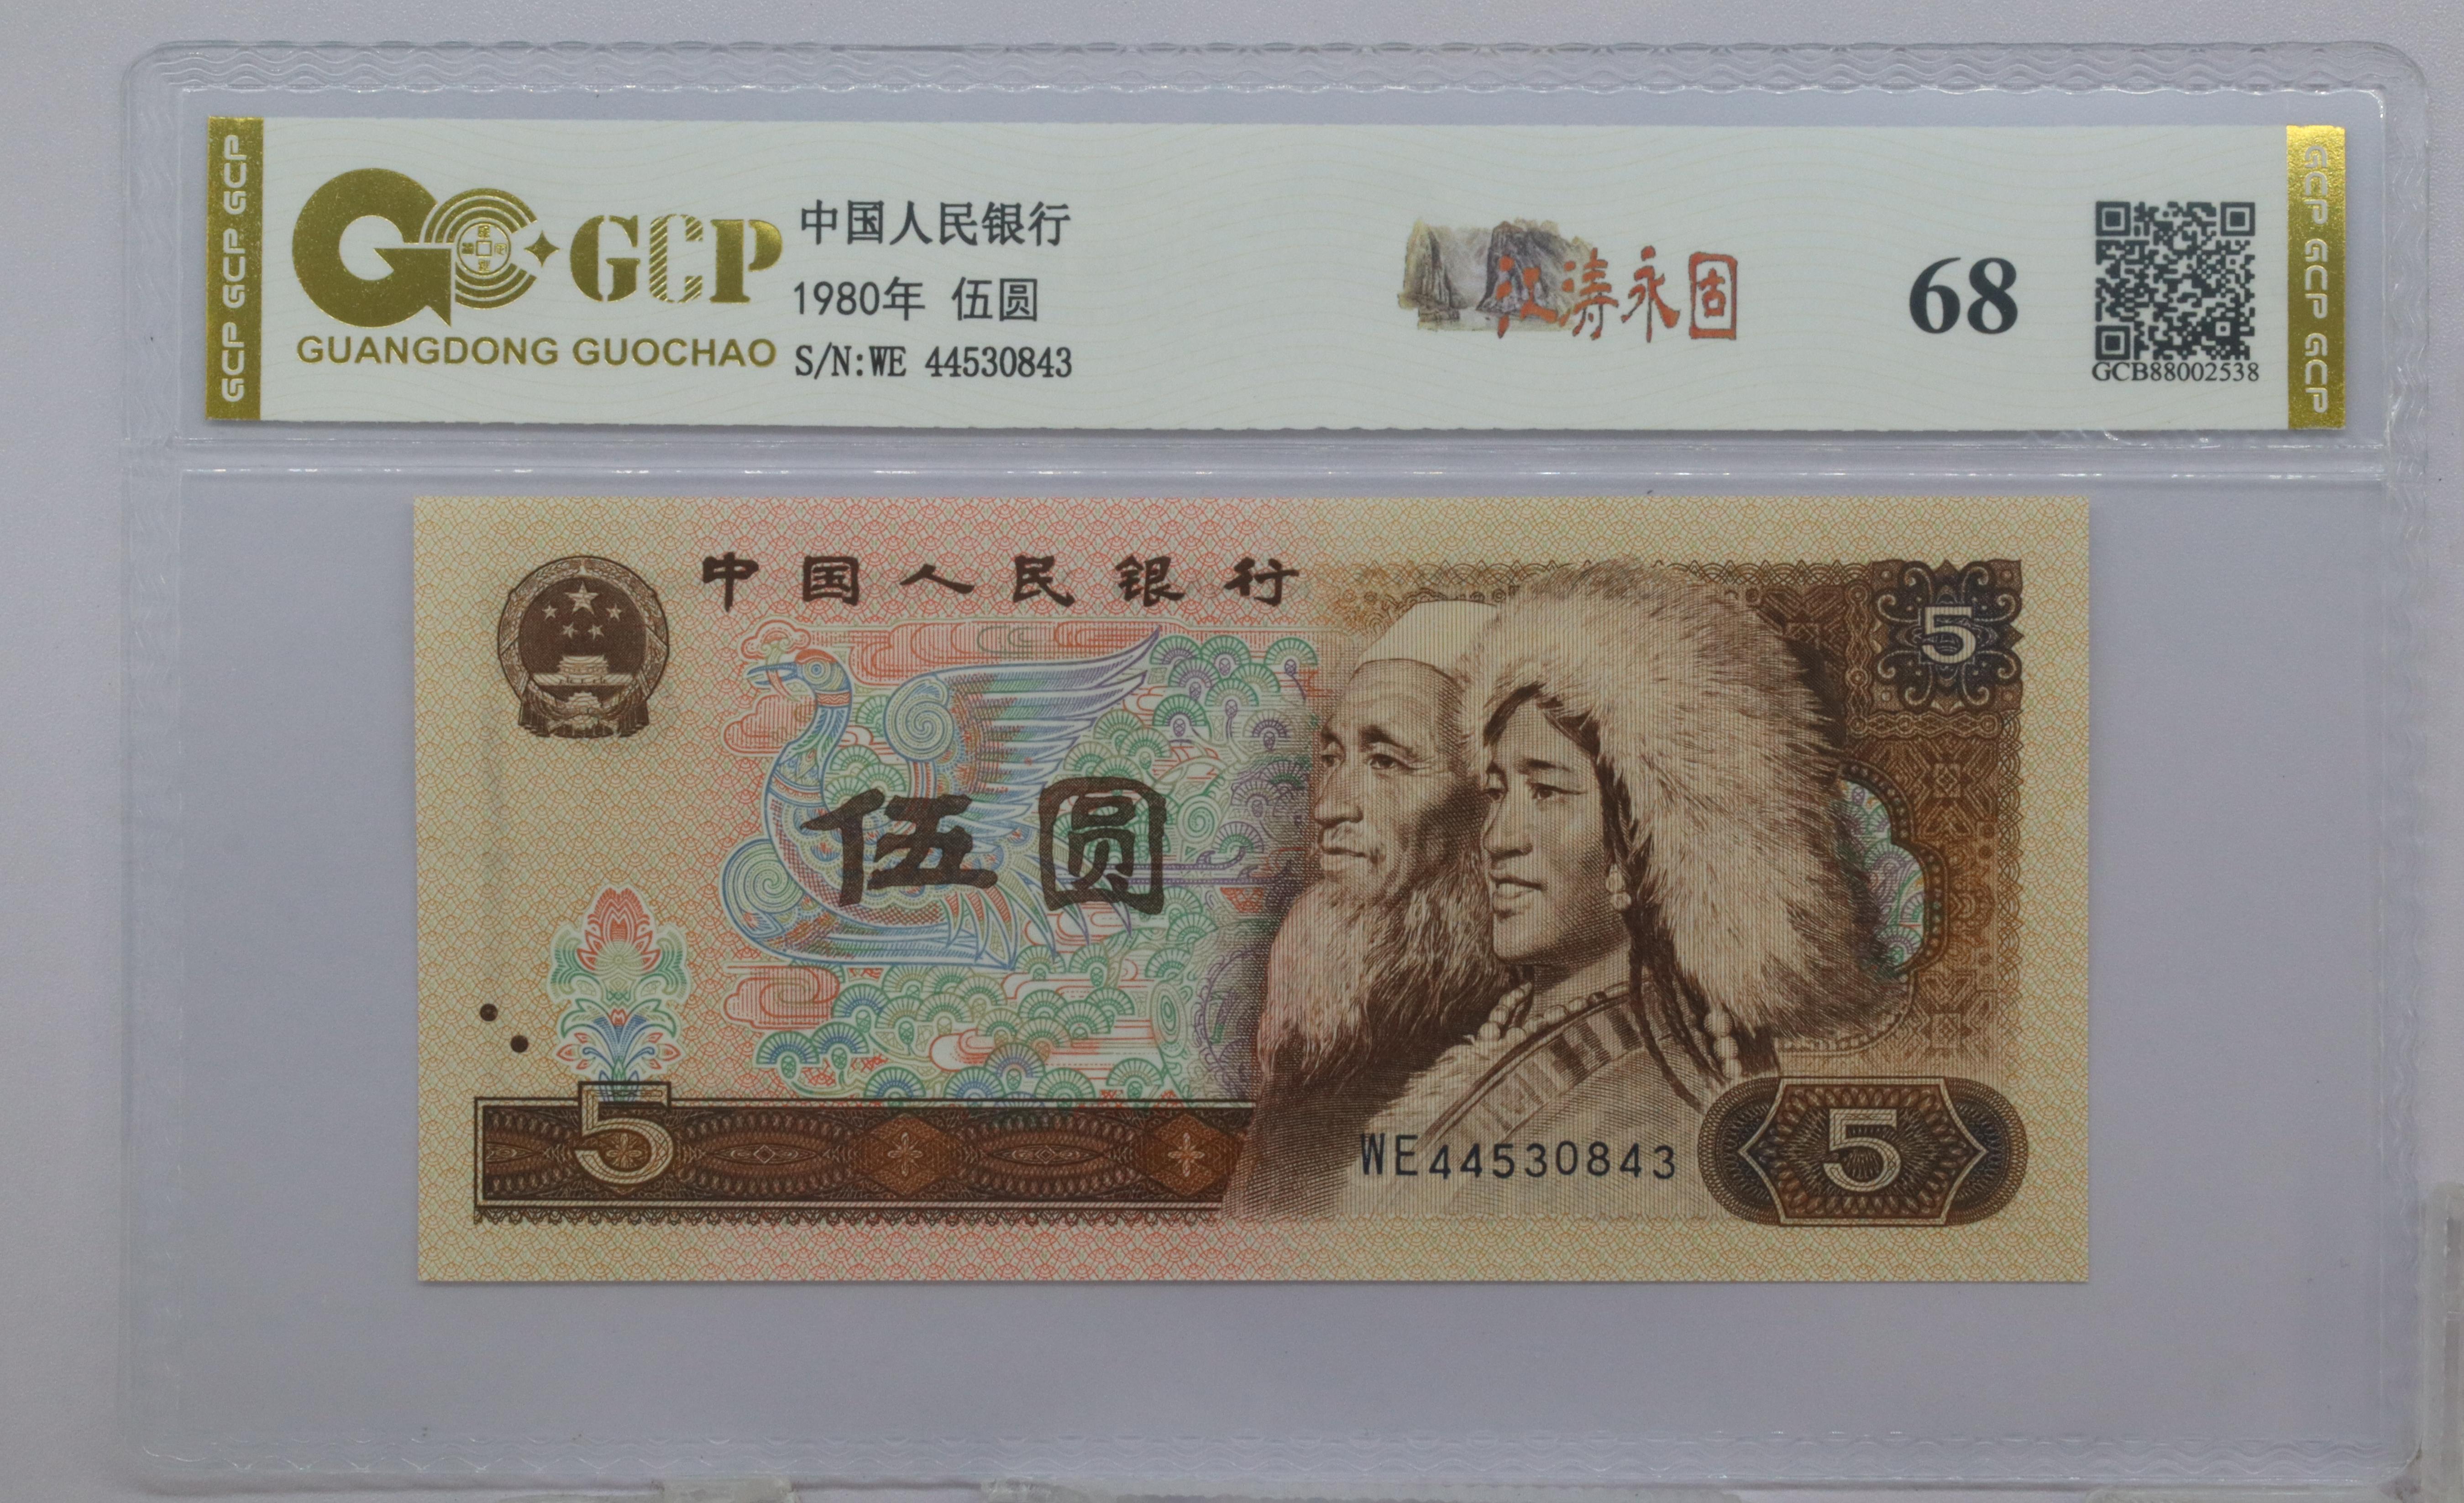 GCP GCP GCP
GCP
GUANGDONG GUOCHAO
中国人民银行
1980年 伍圆
S/N:WE 44530843
江涛永固
68
GCB88002538
GCP GCP GCP
中国人民银行
5
伍圆
5
WE44530843
5